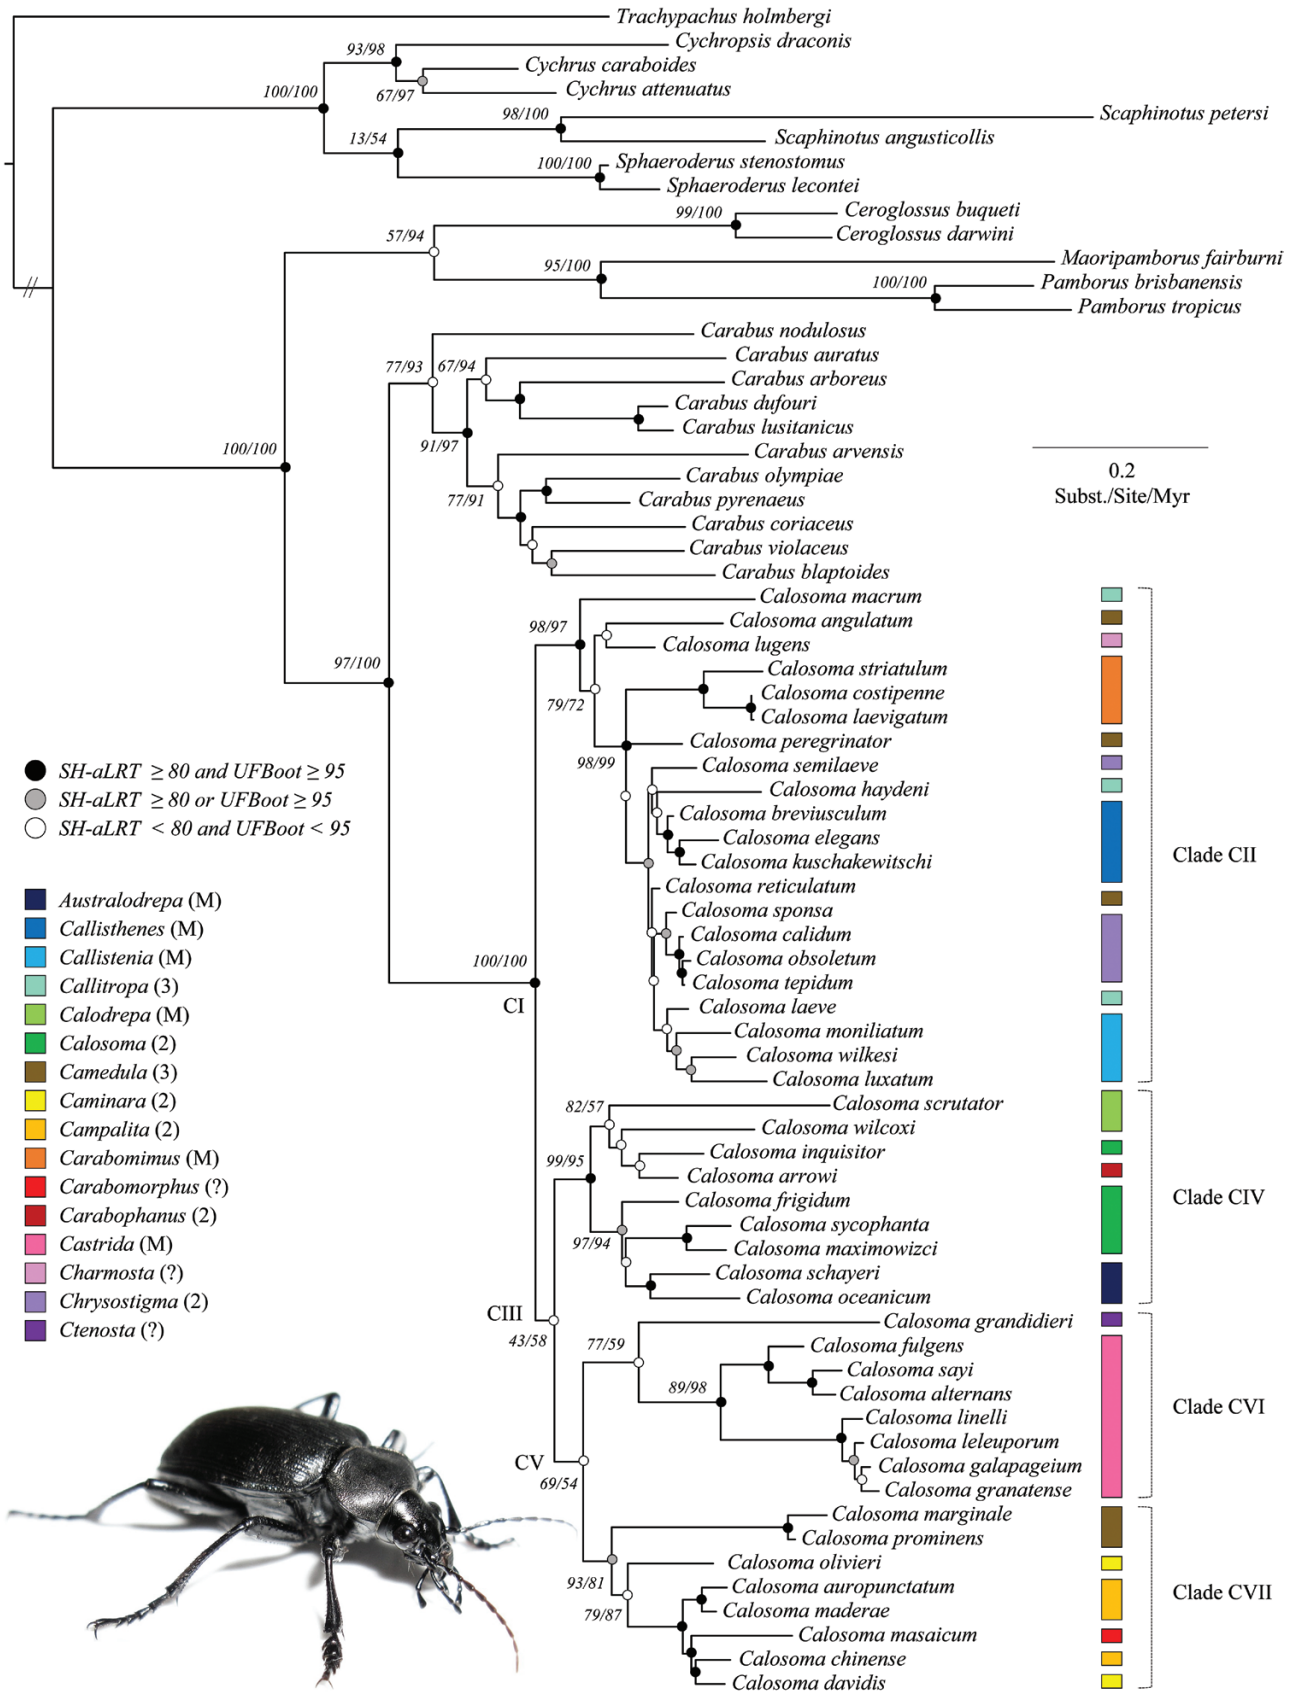 Trachypachus holmbergi
Cychropsis draconis
93/98
Cychrus caraboides
67/97
Cychrus attenuatus
100/100
98/100
Scaphinotus petersi
13/54
Scaphinotus angusticollis
100/100
Sphaeroderus stenostomus
Sphaeroderus lecontei
99/100
Ceroglossus buqueti
57/94
Ceroglossus darwini
95/100
Maoripamborus fairburni
100/100
Pamborus brisbanensis
Pamborus tropicus
Carabus nodulosus
77/93
67/94
Carabus auratus
Carabus arboreus
Carabus dufouri
Carabus lusitanicus
91/97
100/100
Carabus arvensis
Carabus olympiae
77/91
Carabus pyrenaeus
Carabus coriaceus
Carabus violaceus
Carabus blaptoides
0.2
Subst./Site/Myr
Calosoma macrum
98/97
Calosoma angulatum
Calosoma lugens
97/100
Calosoma striatulum
Calosoma costipenne
79/72
Calosoma laevigatum
Calosoma peregrinator
98/99
Calosoma semilaeve
Calosoma haydeni
Calosoma breviusculum
Calosoma elegans
Calosoma kuschakewitschi
Calosoma reticulatum
Calosoma sponsa
Calosoma calidum
Calosoma obsoletum
Calosoma tepidum
Calosoma laeve
Calosoma moniliatum
Calosoma wilkesi
Calosoma luxatum
Clade CII
SH-aLRT ≥ 80 and UFBoot ≥ 95
SH-aLRT ≥ 80 or UFBoot ≥ 95
SH-aLRT < 80 and UFBoot < 95
Australodrepa (M)
Callisthenes (M)
Callistenia (M)
Callitropa (3)
Calodrepa (M)
Calosoma (2)
Camedula (3)
Caminara (2)
Campalita (2)
Carabomimus (M)
Carabomorphus (?)
Carabophanus (2)
Castrida (M)
Charmosta (?)
Chrysostigma (2)
Ctenosta (?)
100/100
CI
82/57
Calosoma scrutator
Calosoma wilcoxi
Calosoma inquisitor
99/95
Calosoma arrowi
Calosoma frigidum
Calosoma sycophanta
97/94
Calosoma maximowizci
Calosoma schayeri
Calosoma oceanicum
Clade CIV
CIII
43/58
Calosoma grandidieri
77/59
Calosoma fulgens
Calosoma sayi
89/98
Calosoma alternans
Calosoma linelli
Calosoma leleuporum
Calosoma galapageium
Calosoma granatense
Clade CVI
CV
69/54
Calosoma marginale
Calosoma prominens
Calosoma olivieri
93/81
Calosoma auropunctatum
79/87
Calosoma maderae
Calosoma masaicum
Calosoma chinense
Calosoma davidis
Clade CVII